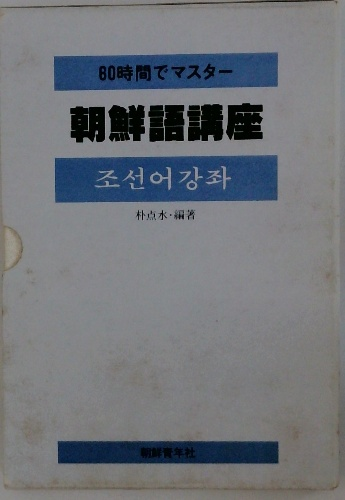 80時間でマスター
朝鮮語講座
조선어강좌
朴点水・編著
朝鮮青年社